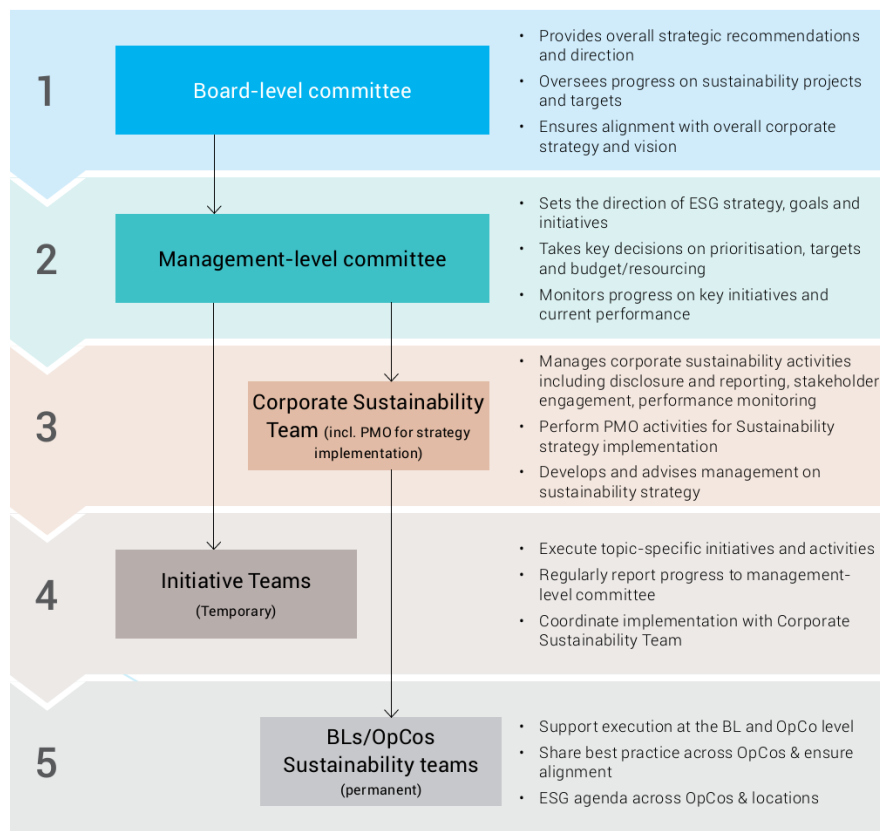 1
Board-level committee
• Provides overall strategic recommendations
and direction
• Oversees progress on sustainability projects
and targets
• Ensures alignment with overall corporate
strategy and vision
2
Management-level committee
• Sets the direction of ESG strategy, goals and
initiatives
• Takes key decisions on prioritisation, targets
and budget/resourcing
• Monitors progress on key initiatives and
current performance
3
Corporate Sustainability
Team (incl. PMO for strategy
implementation)
• Manages corporate sustainability activities
including disclosure and reporting, stakeholder
engagement, performance monitoring
• Perform PMO activities for Sustainability
strategy implementation
• Develops and advises management on
sustainability strategy
4
Initiative Teams
(Temporary)
• Execute topic-specific initiatives and activities
• Regularly report progress to management-
level committee
• Coordinate implementation with Corporate
Sustainability Team
5
BLs/OpCos
Sustainability teams
(permanent)
• Support execution at the BL and OpCo level
• Share best practice across OpCos & ensure
alignment
• ESG agenda across OpCos & locations